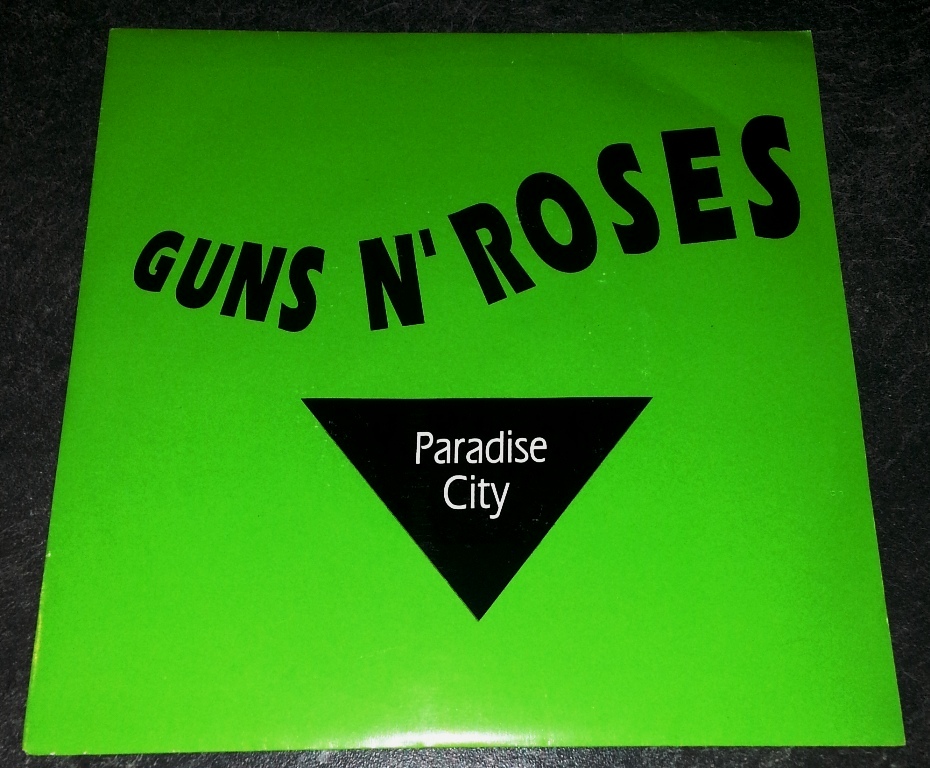 GUNS N' ROSES
Paradise
City